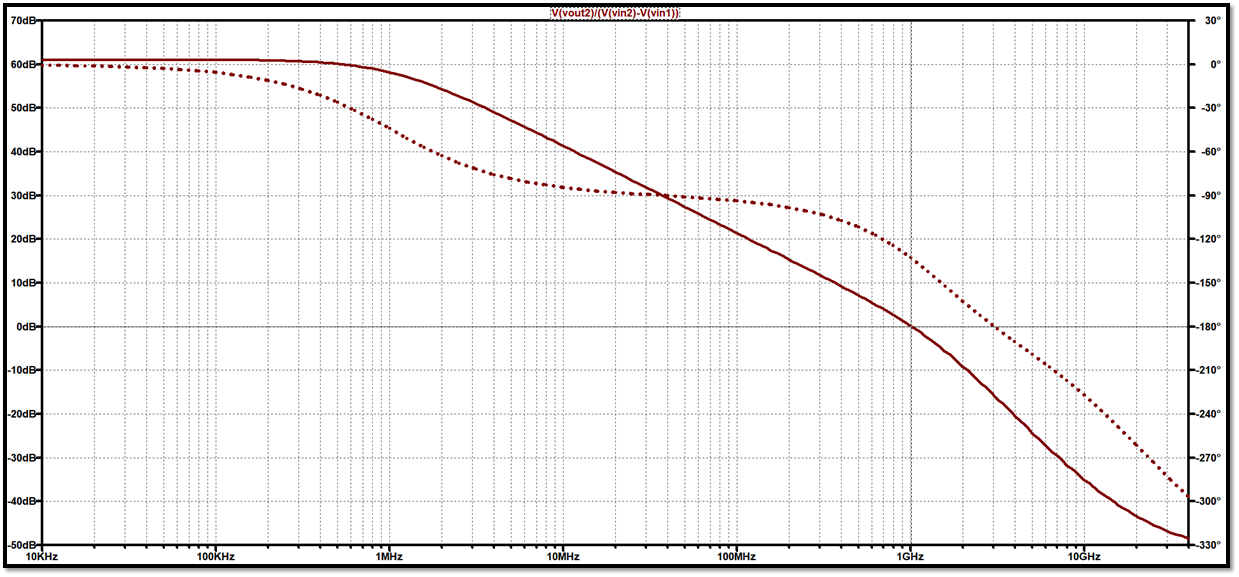 V(vout2)/(V(vin2)-V(vin1))
70dB 30°
60dB 0°
50dB -30°
40dB -60°
30dB -90°
20dB -120°
10dB -150°
0dB -180°
-10dB -210°
-20dB -240°
-30dB -270°
-40dB -300°
-50dB -330°
10KHz 100KHz 1MHz 10MHz 100MHz 1GHz 10GHz